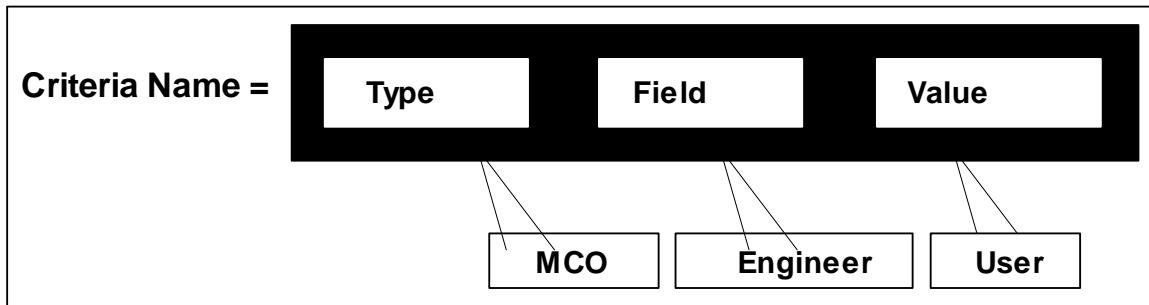 Criteria Name = Type Field Value
MCO Engineer User